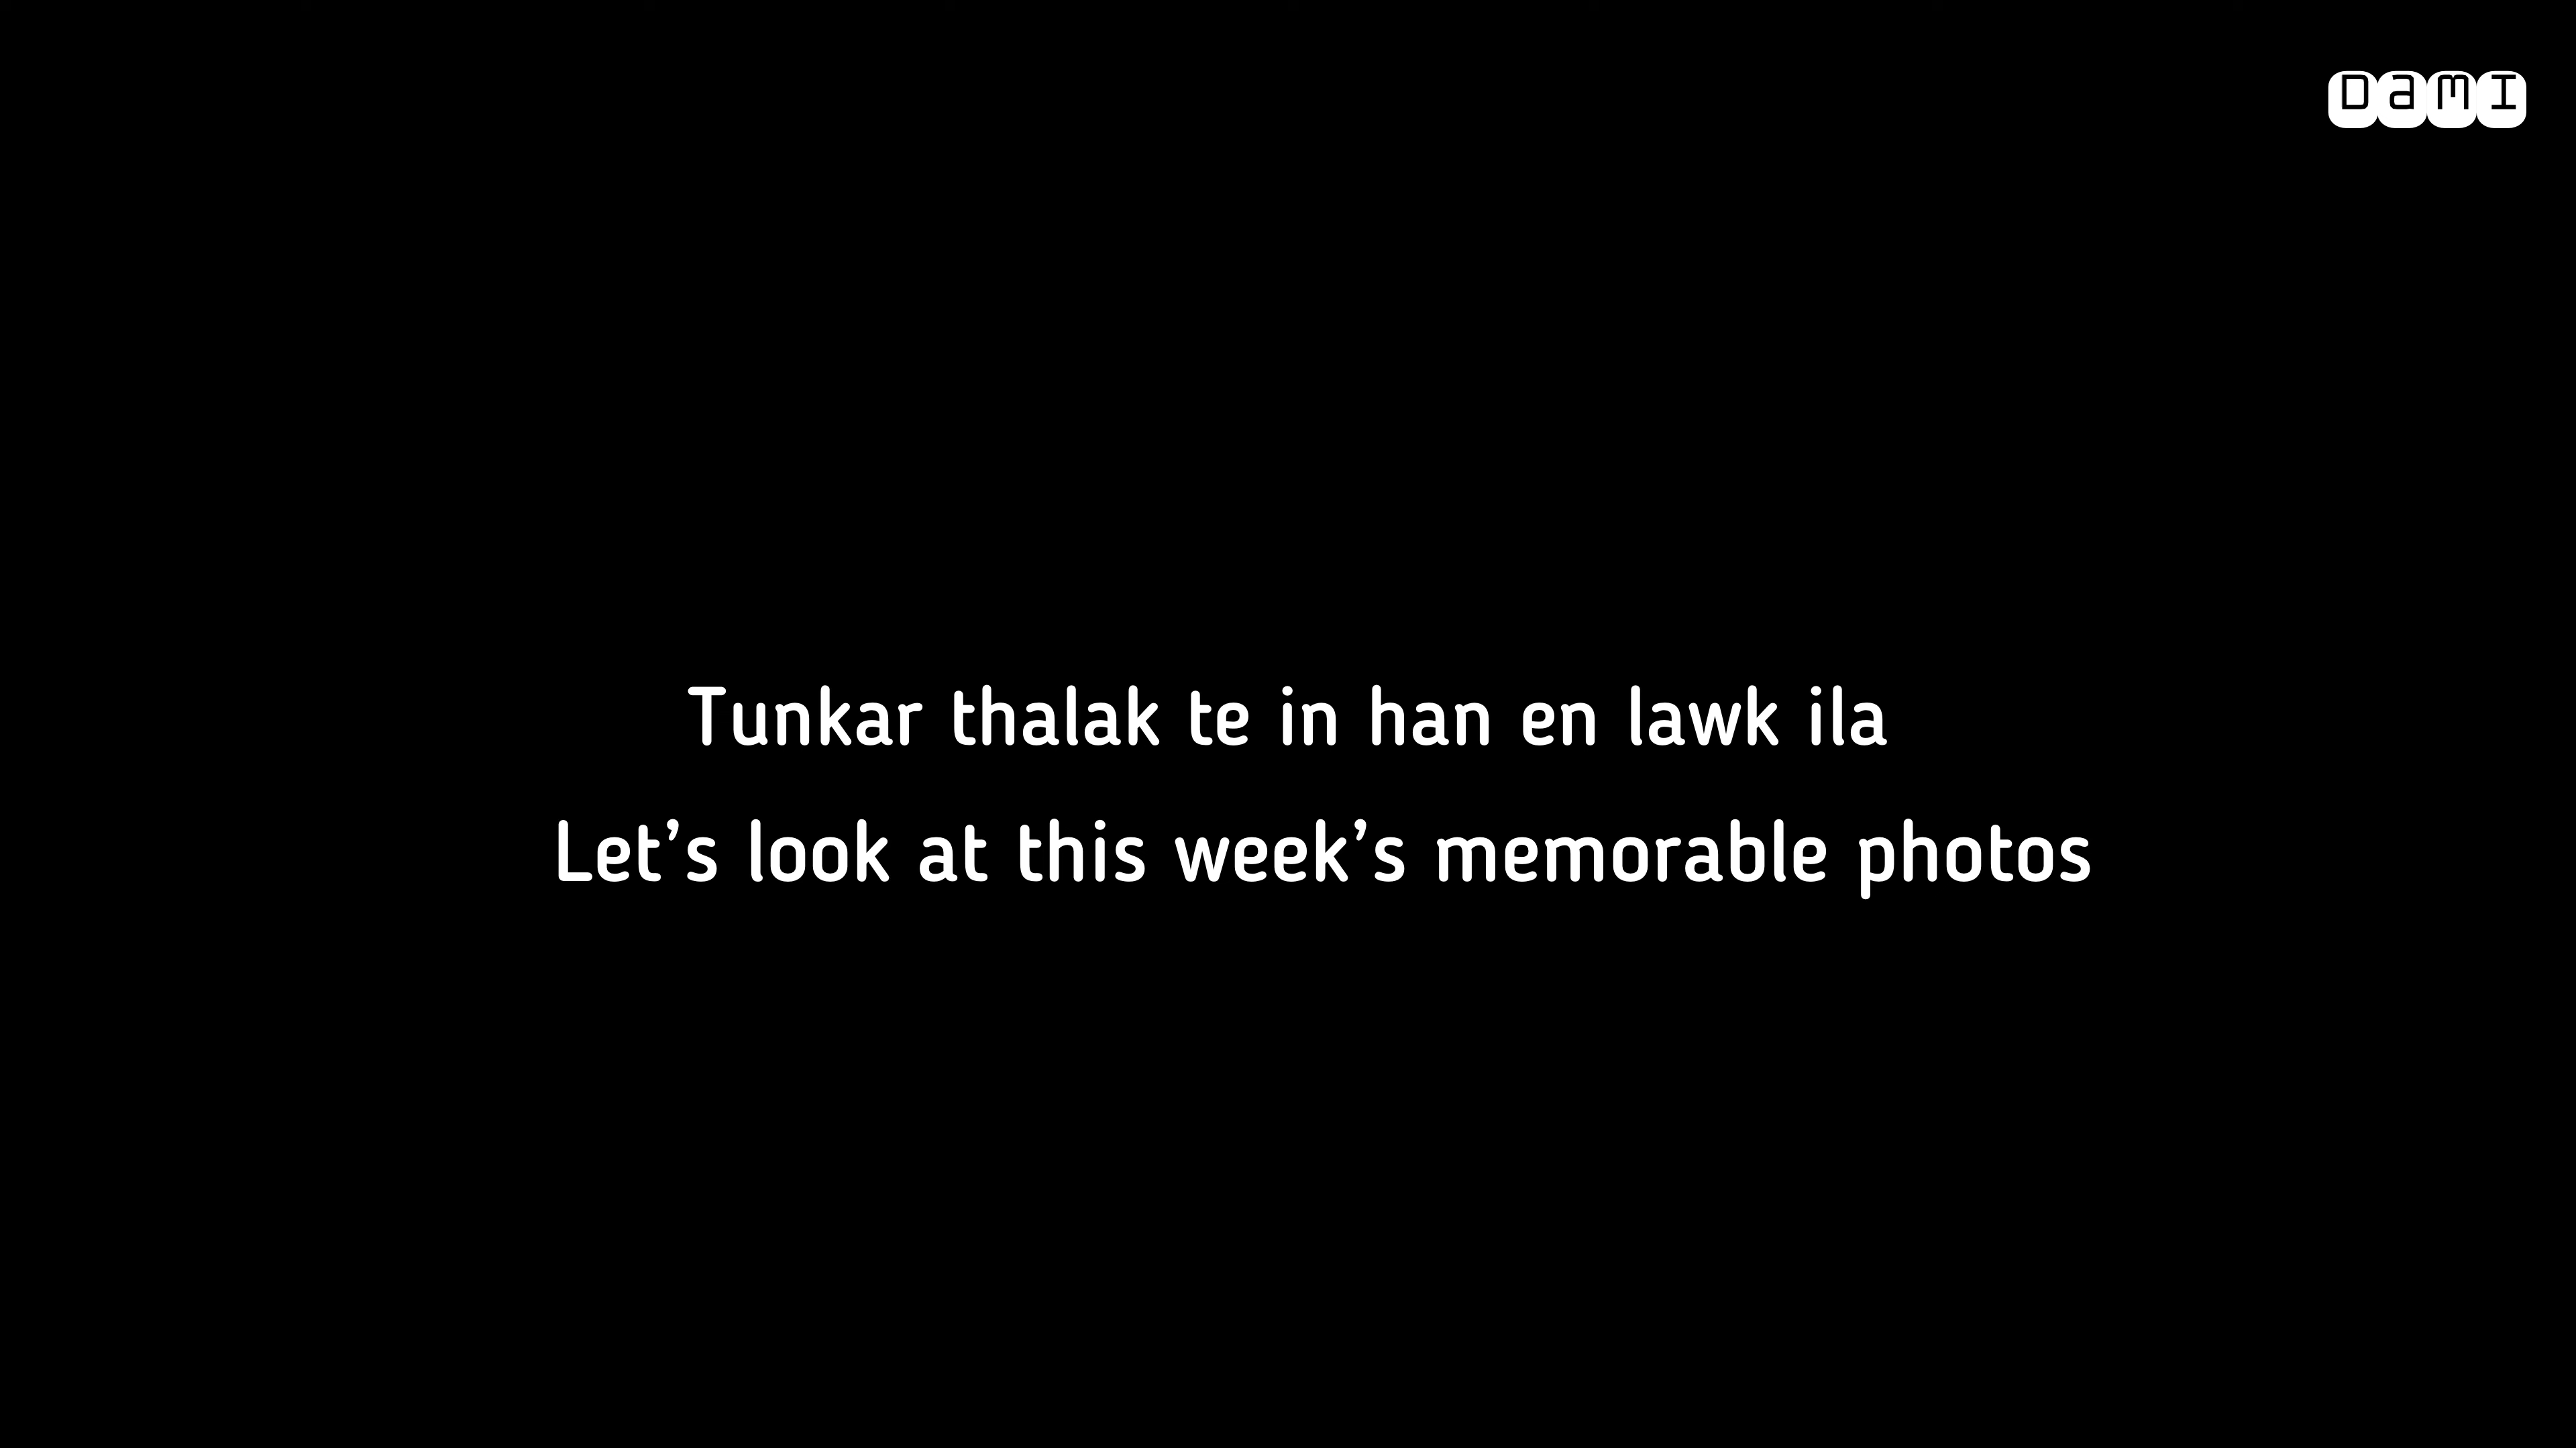 DamI
Tunkar thalak te in han en lawk ila
Let’s look at this week’s memorable photos